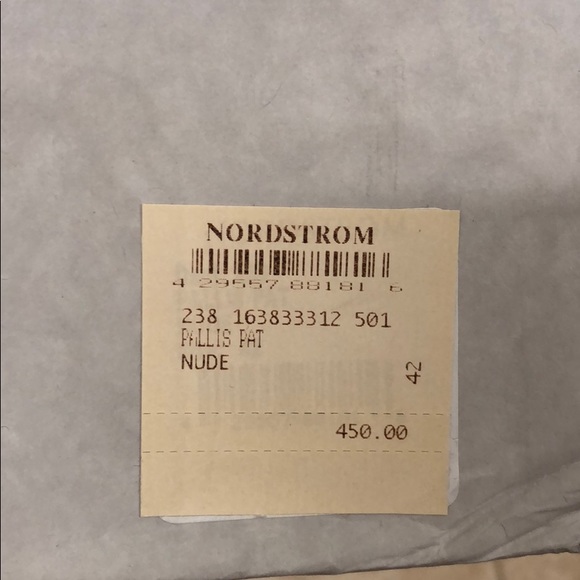 NORDSTROM
4 29557 88181 6
238 163833312 501
PALLIS PAT
NUDE
42
450.00